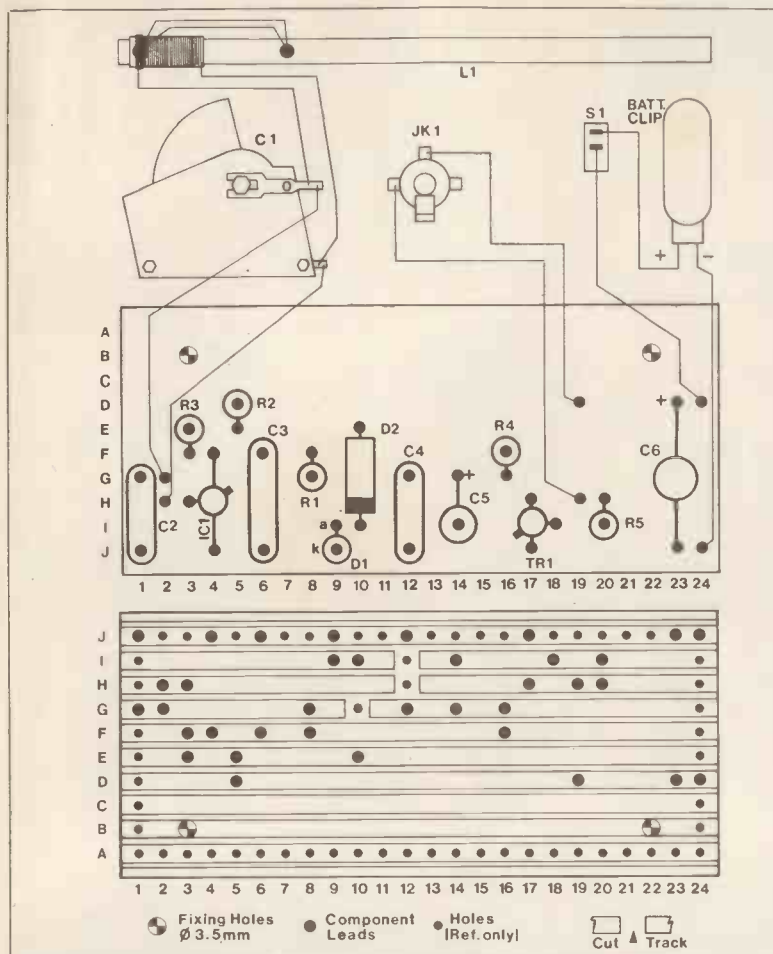 L1
C1
JK1
S1
BATT.
CLIP
+ −
A
B
C
D +
E R3 R2 D2 R4
F C3 C4 C6
G + 
H C2 IC1 R1 C5
I a R5
J k D1 TR1
1 2 3 4 5 6 7 8 9 10 11 12 13 14 15 16 17 18 19 20 21 22 23 24
J
I
H
G
F
E
D
C
B
A
1 2 3 4 5 6 7 8 9 10 11 12 13 14 15 16 17 18 19 20 21 22 23 24
Fixing Holes
Ø 3.5mm
Component
Leads
Holes
[Ref.only]
Cut Track